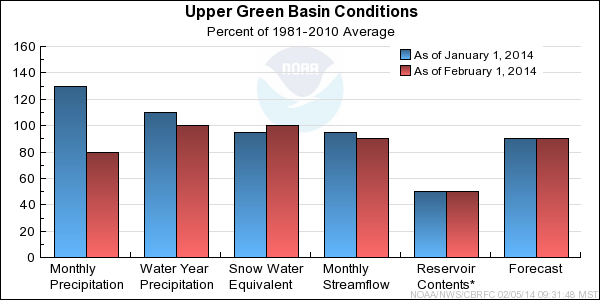 Upper Green Basin Conditions
Percent of 1981-2010 Average
As of January 1, 2014
As of February 1, 2014
NOAA
160
140
120
100
80
60
40
20
0
Monthly
Precipitation
Water Year
Precipitation
Snow Water
Equivalent
Monthly
Streamflow
Reservoir
Contents*
Forecast
NOAA/NWS/CBRFC 02/05/14 09:31:48 MST